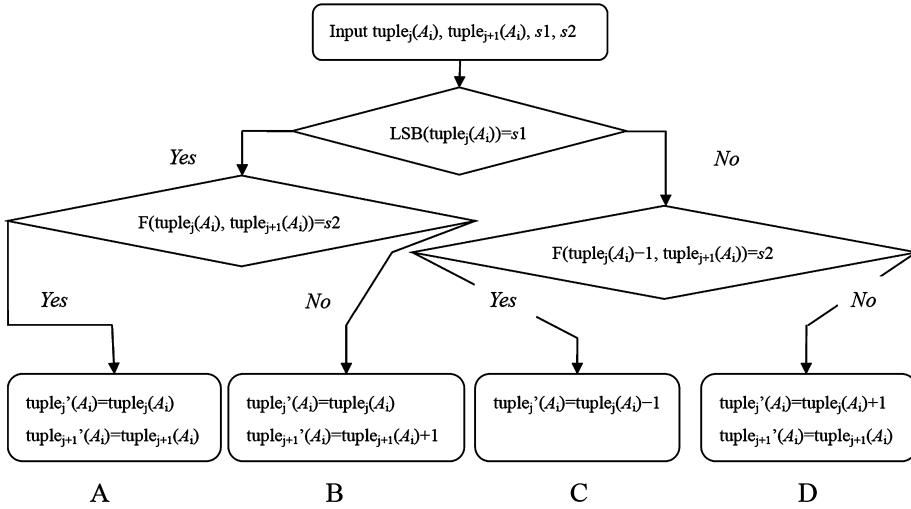 Input tupleⱼ(Aᵢ), tupleⱼ₊₁(Aᵢ), s1, s2
LSB(tupleⱼ(Aᵢ))=s1
Yes
No
F(tupleⱼ(Aᵢ), tupleⱼ₊₁(Aᵢ))=s2
F(tupleⱼ(Aᵢ)−1, tupleⱼ₊₁(Aᵢ))=s2
Yes
No
Yes
No
tupleⱼ’(Aᵢ)=tupleⱼ(Aᵢ)
tupleⱼ₊₁’(Aᵢ)=tupleⱼ₊₁(Aᵢ)
tupleⱼ’(Aᵢ)=tupleⱼ(Aᵢ)
tupleⱼ₊₁’(Aᵢ)=tupleⱼ₊₁(Aᵢ)+1
tupleⱼ’(Aᵢ)=tupleⱼ(Aᵢ)−1
tupleⱼ’(Aᵢ)=tupleⱼ(Aᵢ)+1
tupleⱼ₊₁’(Aᵢ)=tupleⱼ₊₁(Aᵢ)
A
B
C
D